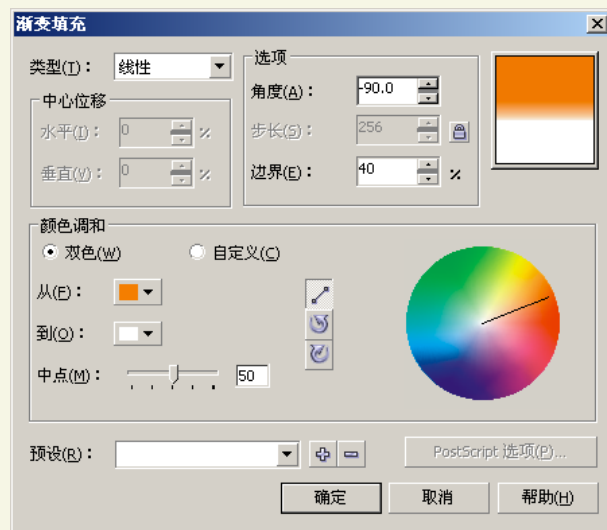 渐变填充
类型(T)： 线性
中心位移
水平(I)： 0 %
垂直(V)： 0 %
选项
角度(A)： -90.0
步长(S)： 256
边界(E)： 40 %
颜色调和
双色(W) 自定义(C)
从(F)：
到(O)：
中点(M)： 50
预设(R)： PostScript 选项(P)...
确定 取消 帮助(H)